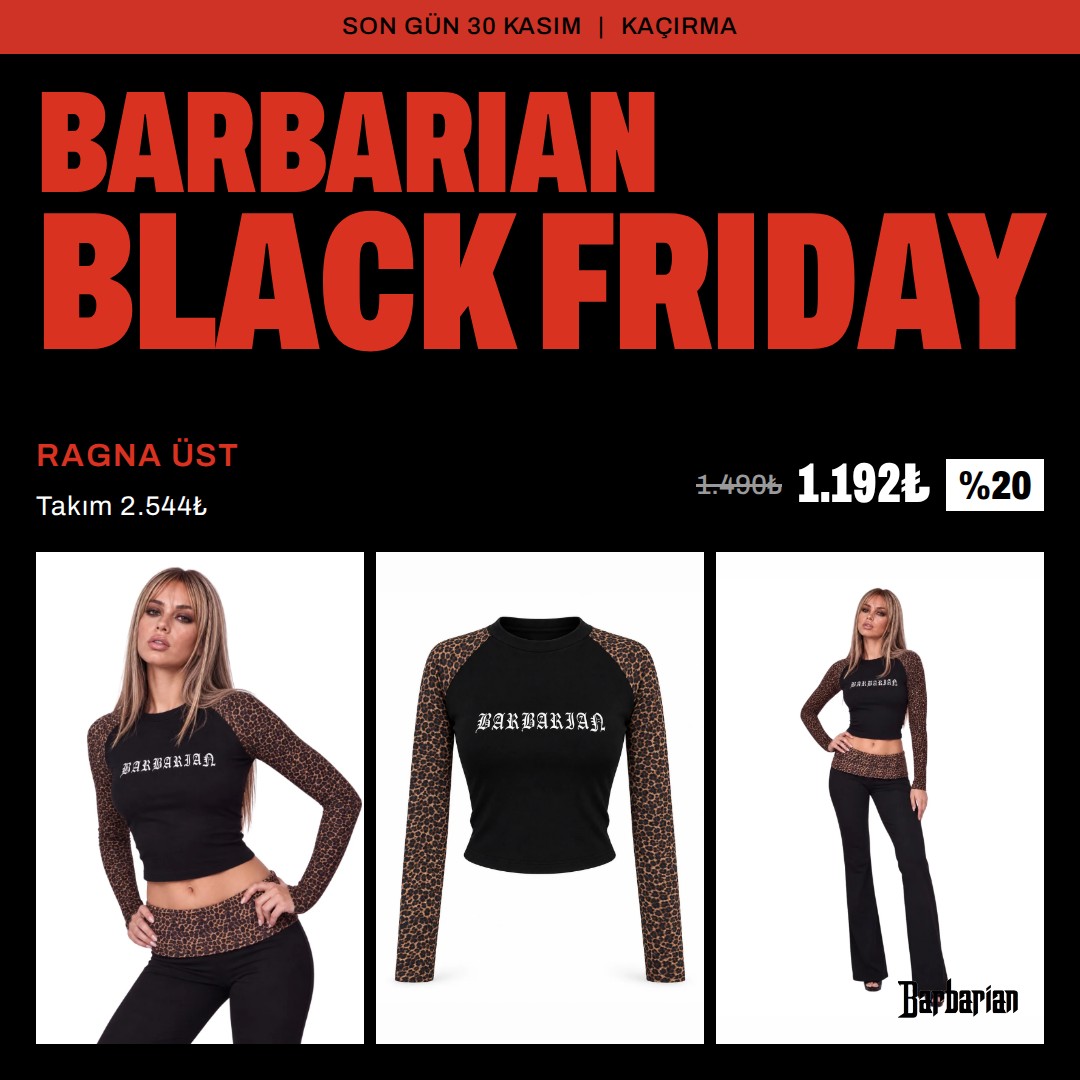 SON GÜN 30 KASIM | KAÇIRMA
BARBARIAN
BLACK FRIDAY
RAGNA ÜST
Takım 2.544₺
1.490₺ 1.192₺ %20
BARBARIAN
BARBARIAN
BARBARIAN
Barbarian